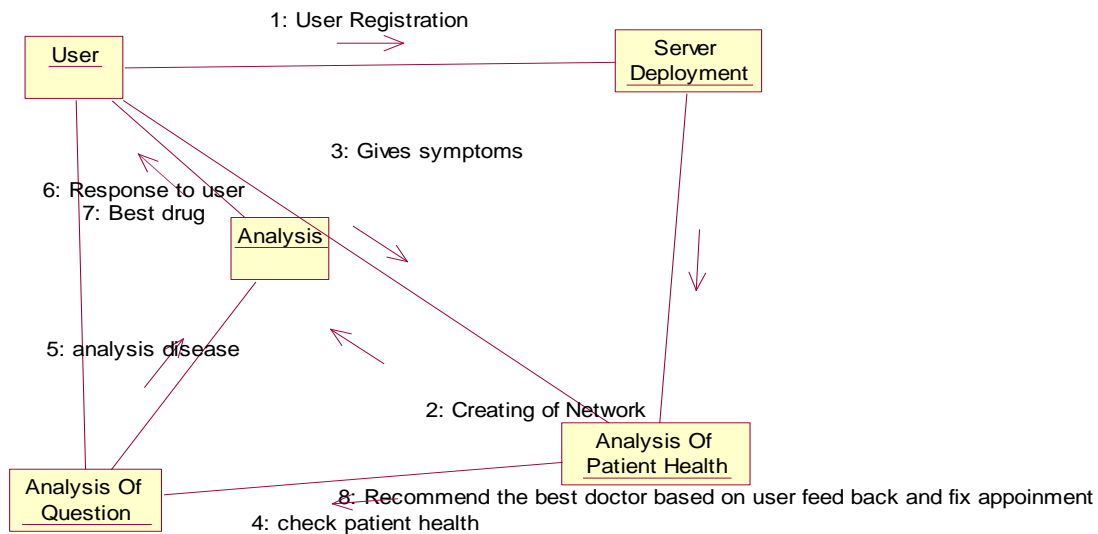 1: User Registration
User
Server
Deployment
3: Gives symptoms
6: Response to user
7: Best drug
Analysis
5: analysis disease
2: Creating of Network
Analysis Of
Patient Health
Analysis Of
Question
8: Recommend the best doctor based on user feed back and fix appoinment
4: check patient health